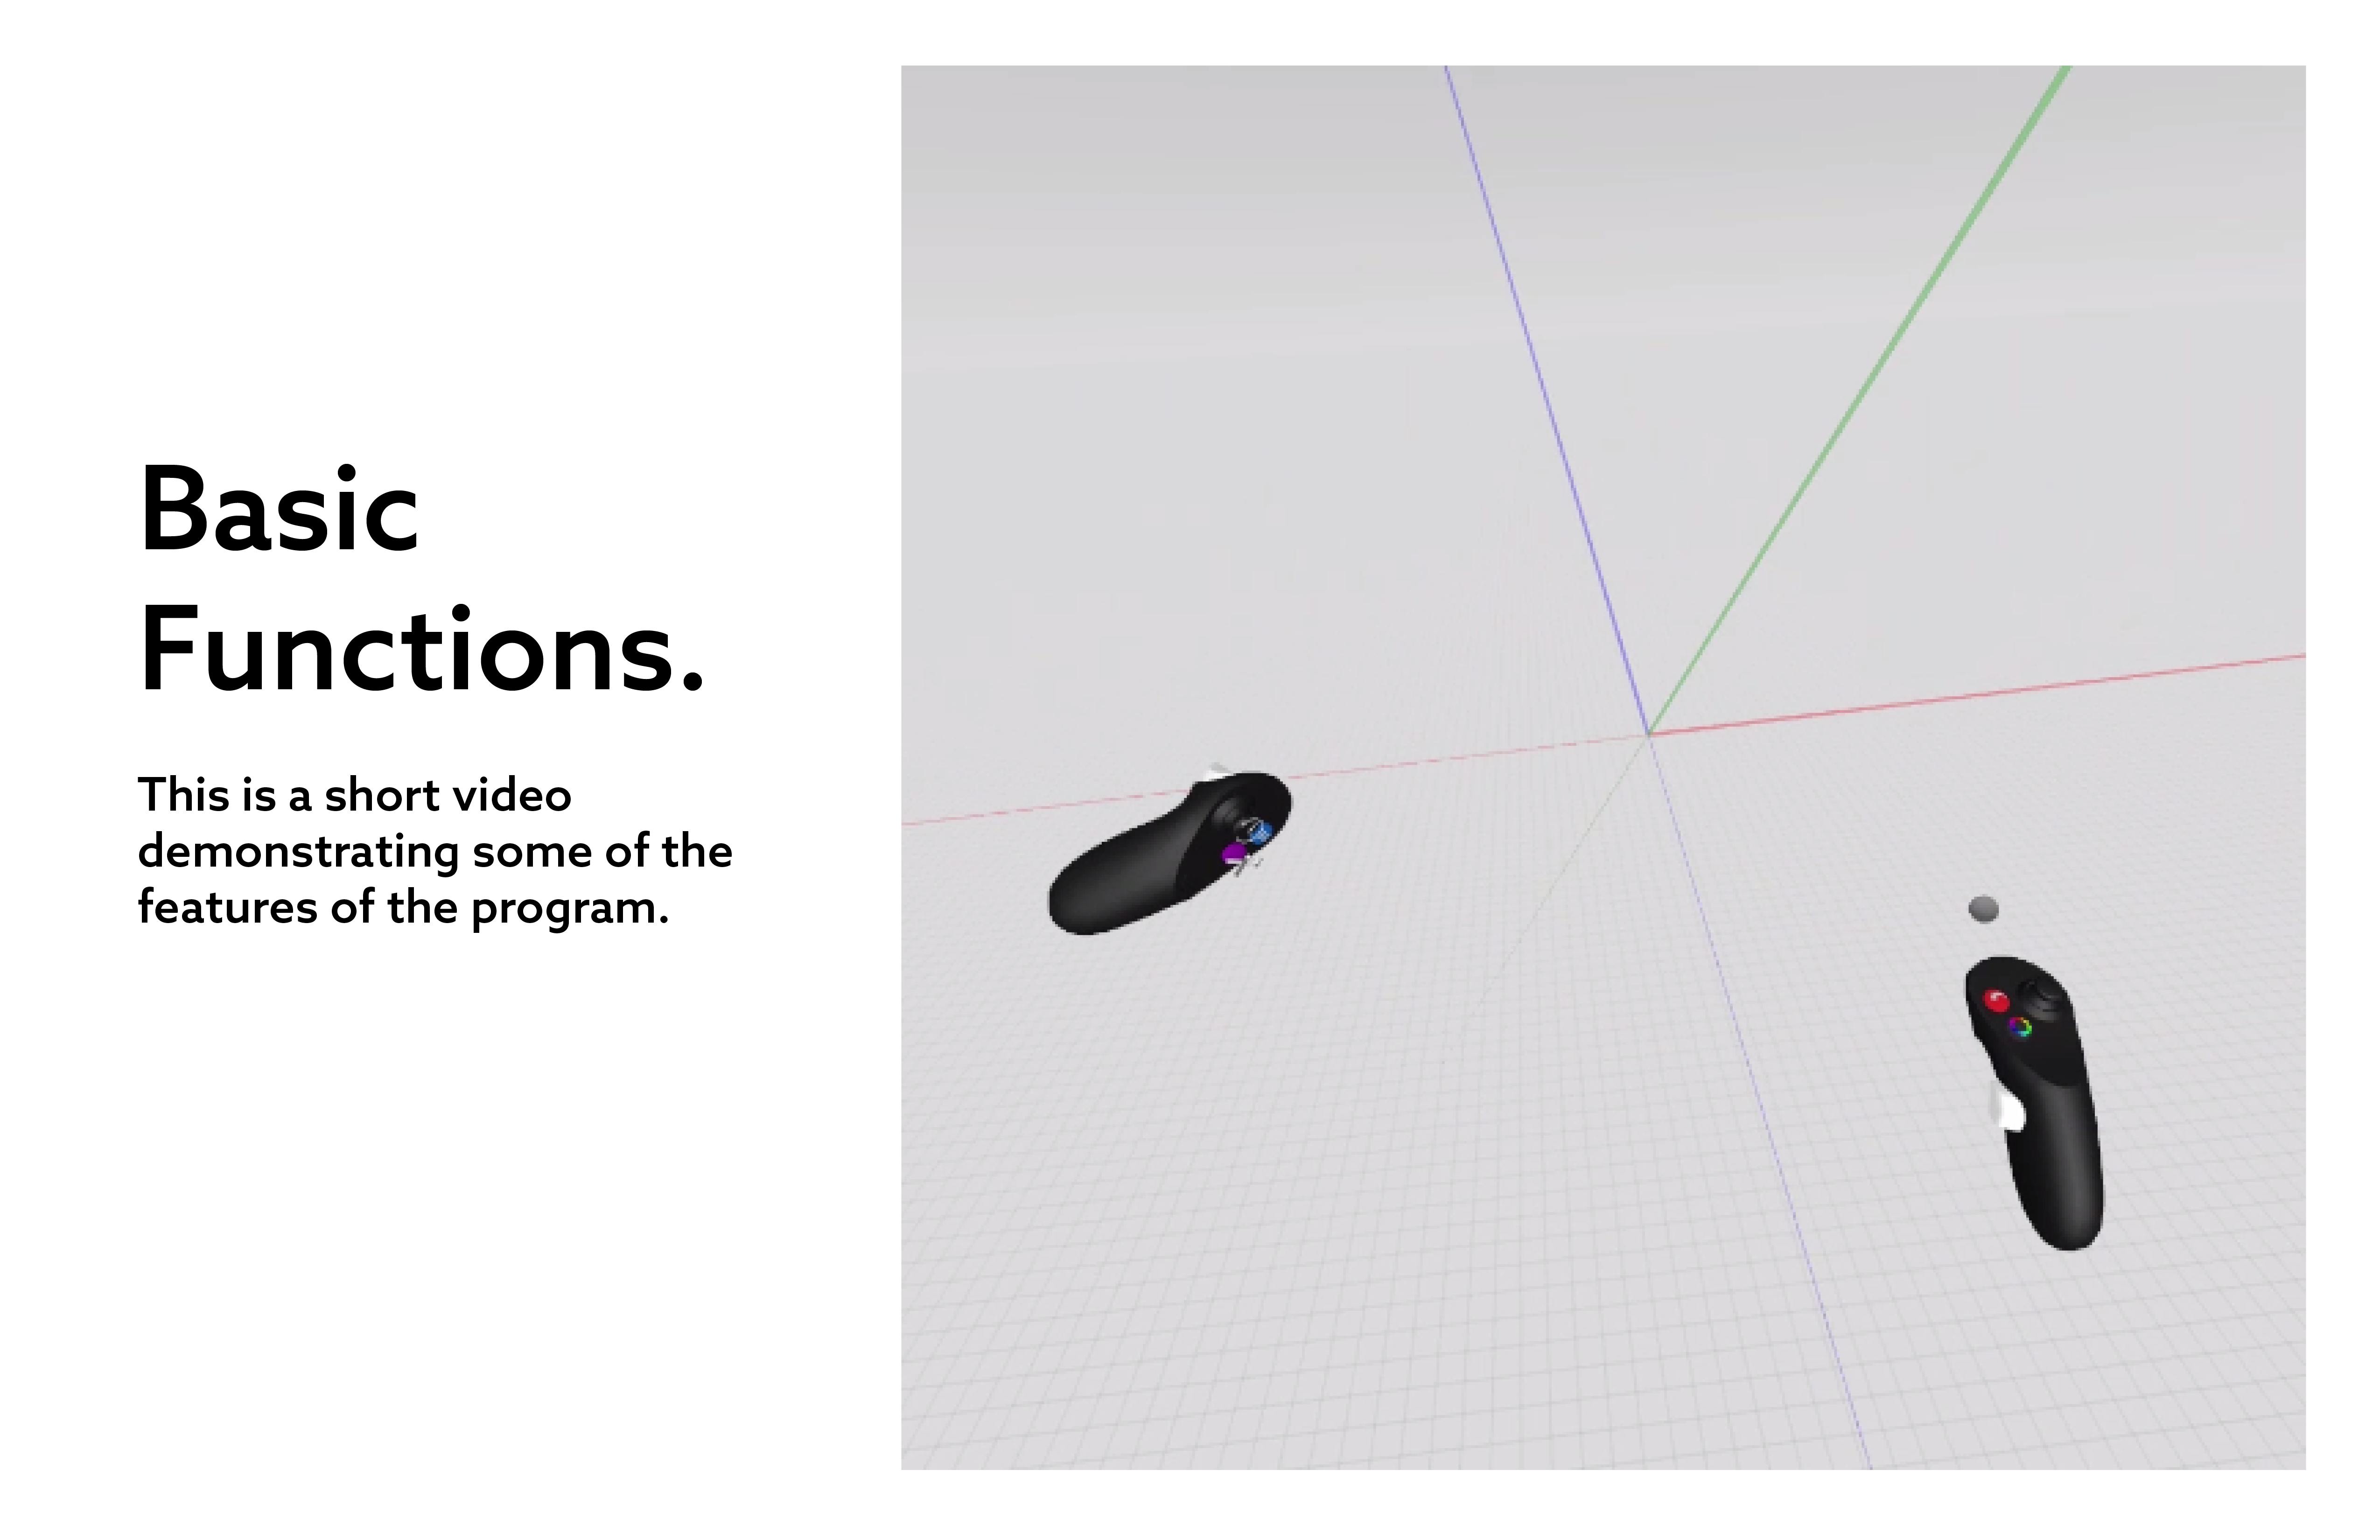 Basic
Functions.
This is a short video
demonstrating some of the
features of the program.